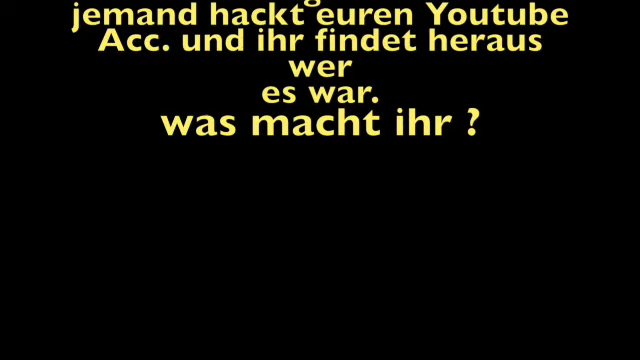 jemand hackt euren Youtube
Acc. und ihr findet heraus
wer
es war.
was macht ihr ?